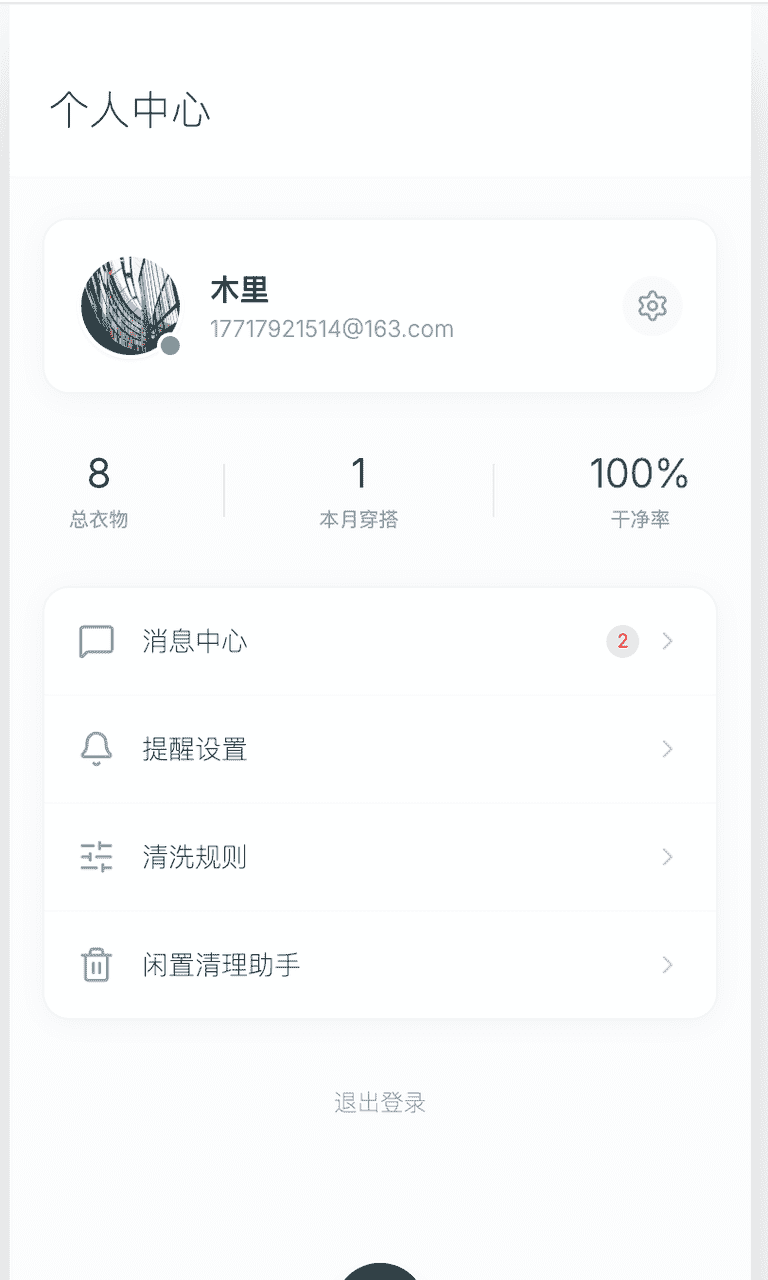 个人中心
木里
17717921514@163.com
8
1
100%
总衣物
本月穿搭
干净率
消息中心
2
提醒设置
清洗规则
闲置清理助手
退出登录